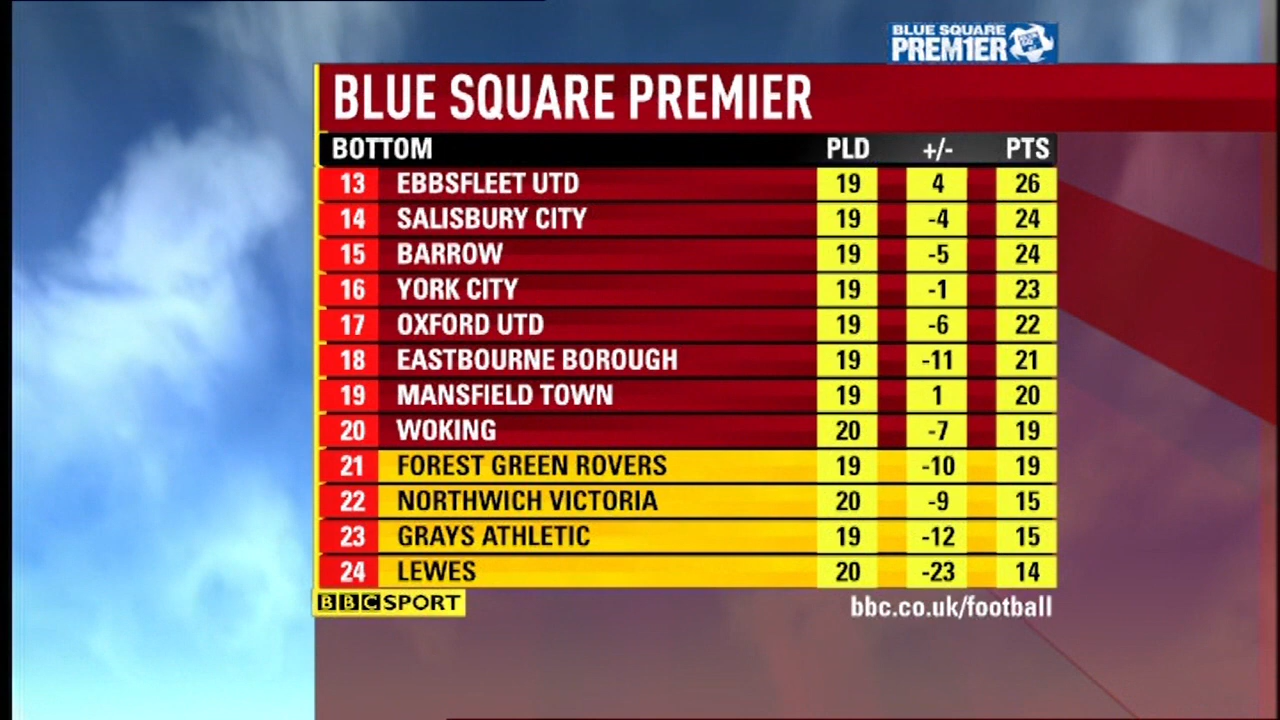 BLUE SQUARE
PREM1ER
BLUE SQUARE PREMIER
BOTTOM PLD +/- PTS
13 EBBSFLEET UTD 19 4 26
14 SALISBURY CITY 19 -4 24
15 BARROW 19 -5 24
16 YORK CITY 19 -1 23
17 OXFORD UTD 19 -6 22
18 EASTBOURNE BOROUGH 19 -11 21
19 MANSFIELD TOWN 19 1 20
20 WOKING 20 -7 19
21 FOREST GREEN ROVERS 19 -10 19
22 NORTHWICH VICTORIA 20 -9 15
23 GRAYS ATHLETIC 19 -12 15
24 LEWES 20 -23 14
BBC SPORT bbc.co.uk/football